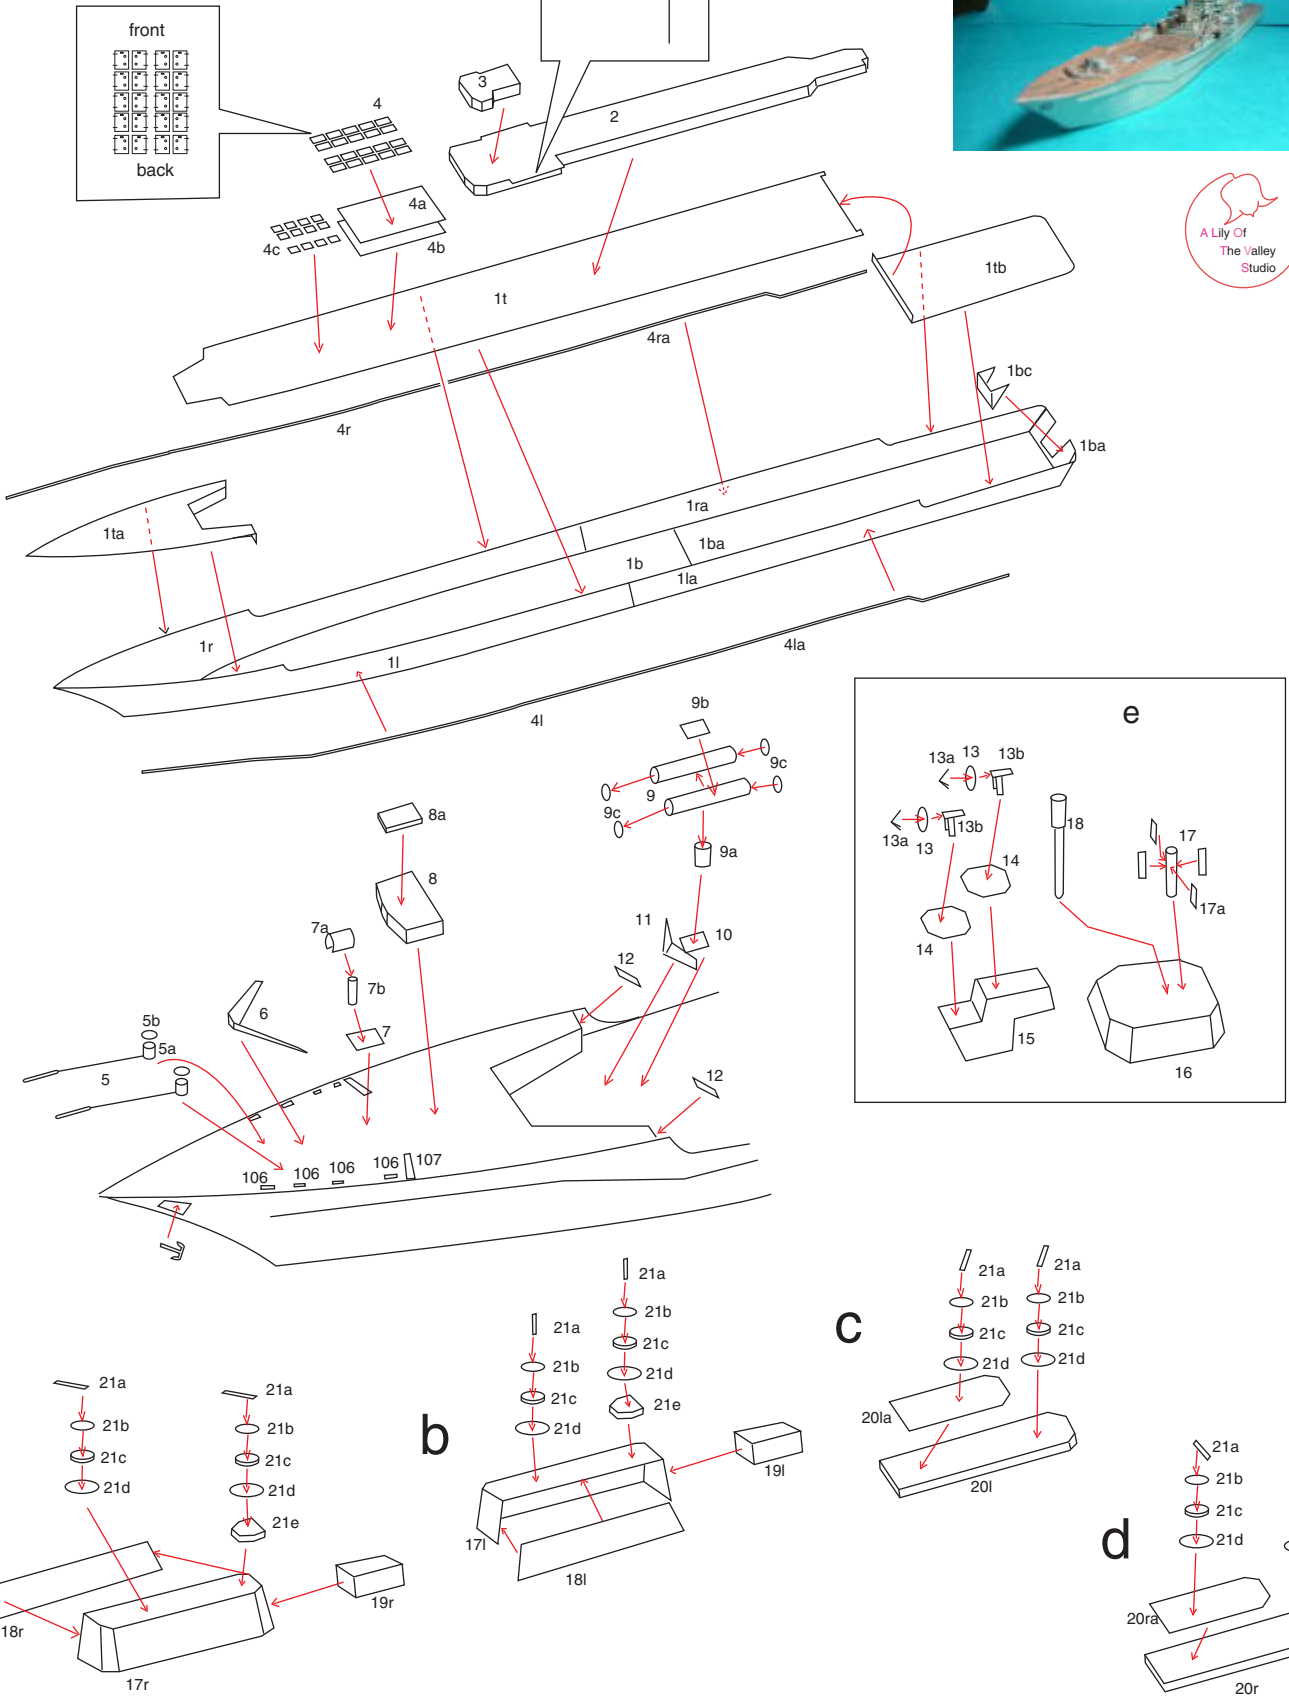 front
back
3
4
2
4a
4b
4c
A Lily Of
The Valley
Studio
1t
1tb
4ra
4r
1bc
1ba
1ta
1ra
1ba
1b
1la
1r
1l
4la
4l
9b
9
9c
9c
9a
8a
8
7a
7b
7
6
5b
5a
5
11
10
12
12
106
106
106
106
107
e
13a
13
13b
13a
13
13b
18
17
17a
14
14
15
16
21a
21b
21c
21d
21a
21b
21c
21d
21e
18r
17r
19r
b
21a
21b
21c
21d
21a
21b
21c
21d
21e
17l
18l
19l
c
21a
21b
21c
21d
21a
21b
21c
21d
20la
20l
d
21a
21b
21c
21d
20ra
20r